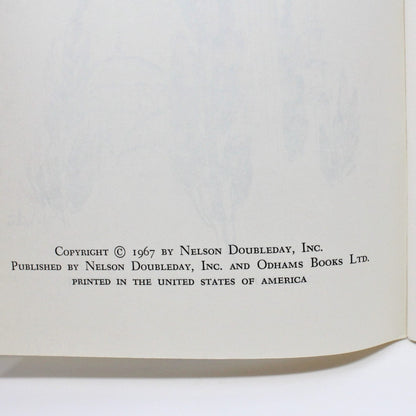 Copyright © 1967 by Nelson Doubleday, Inc.
Published by Nelson Doubleday, Inc. and Odhams Books Ltd.
printed in the united states of america